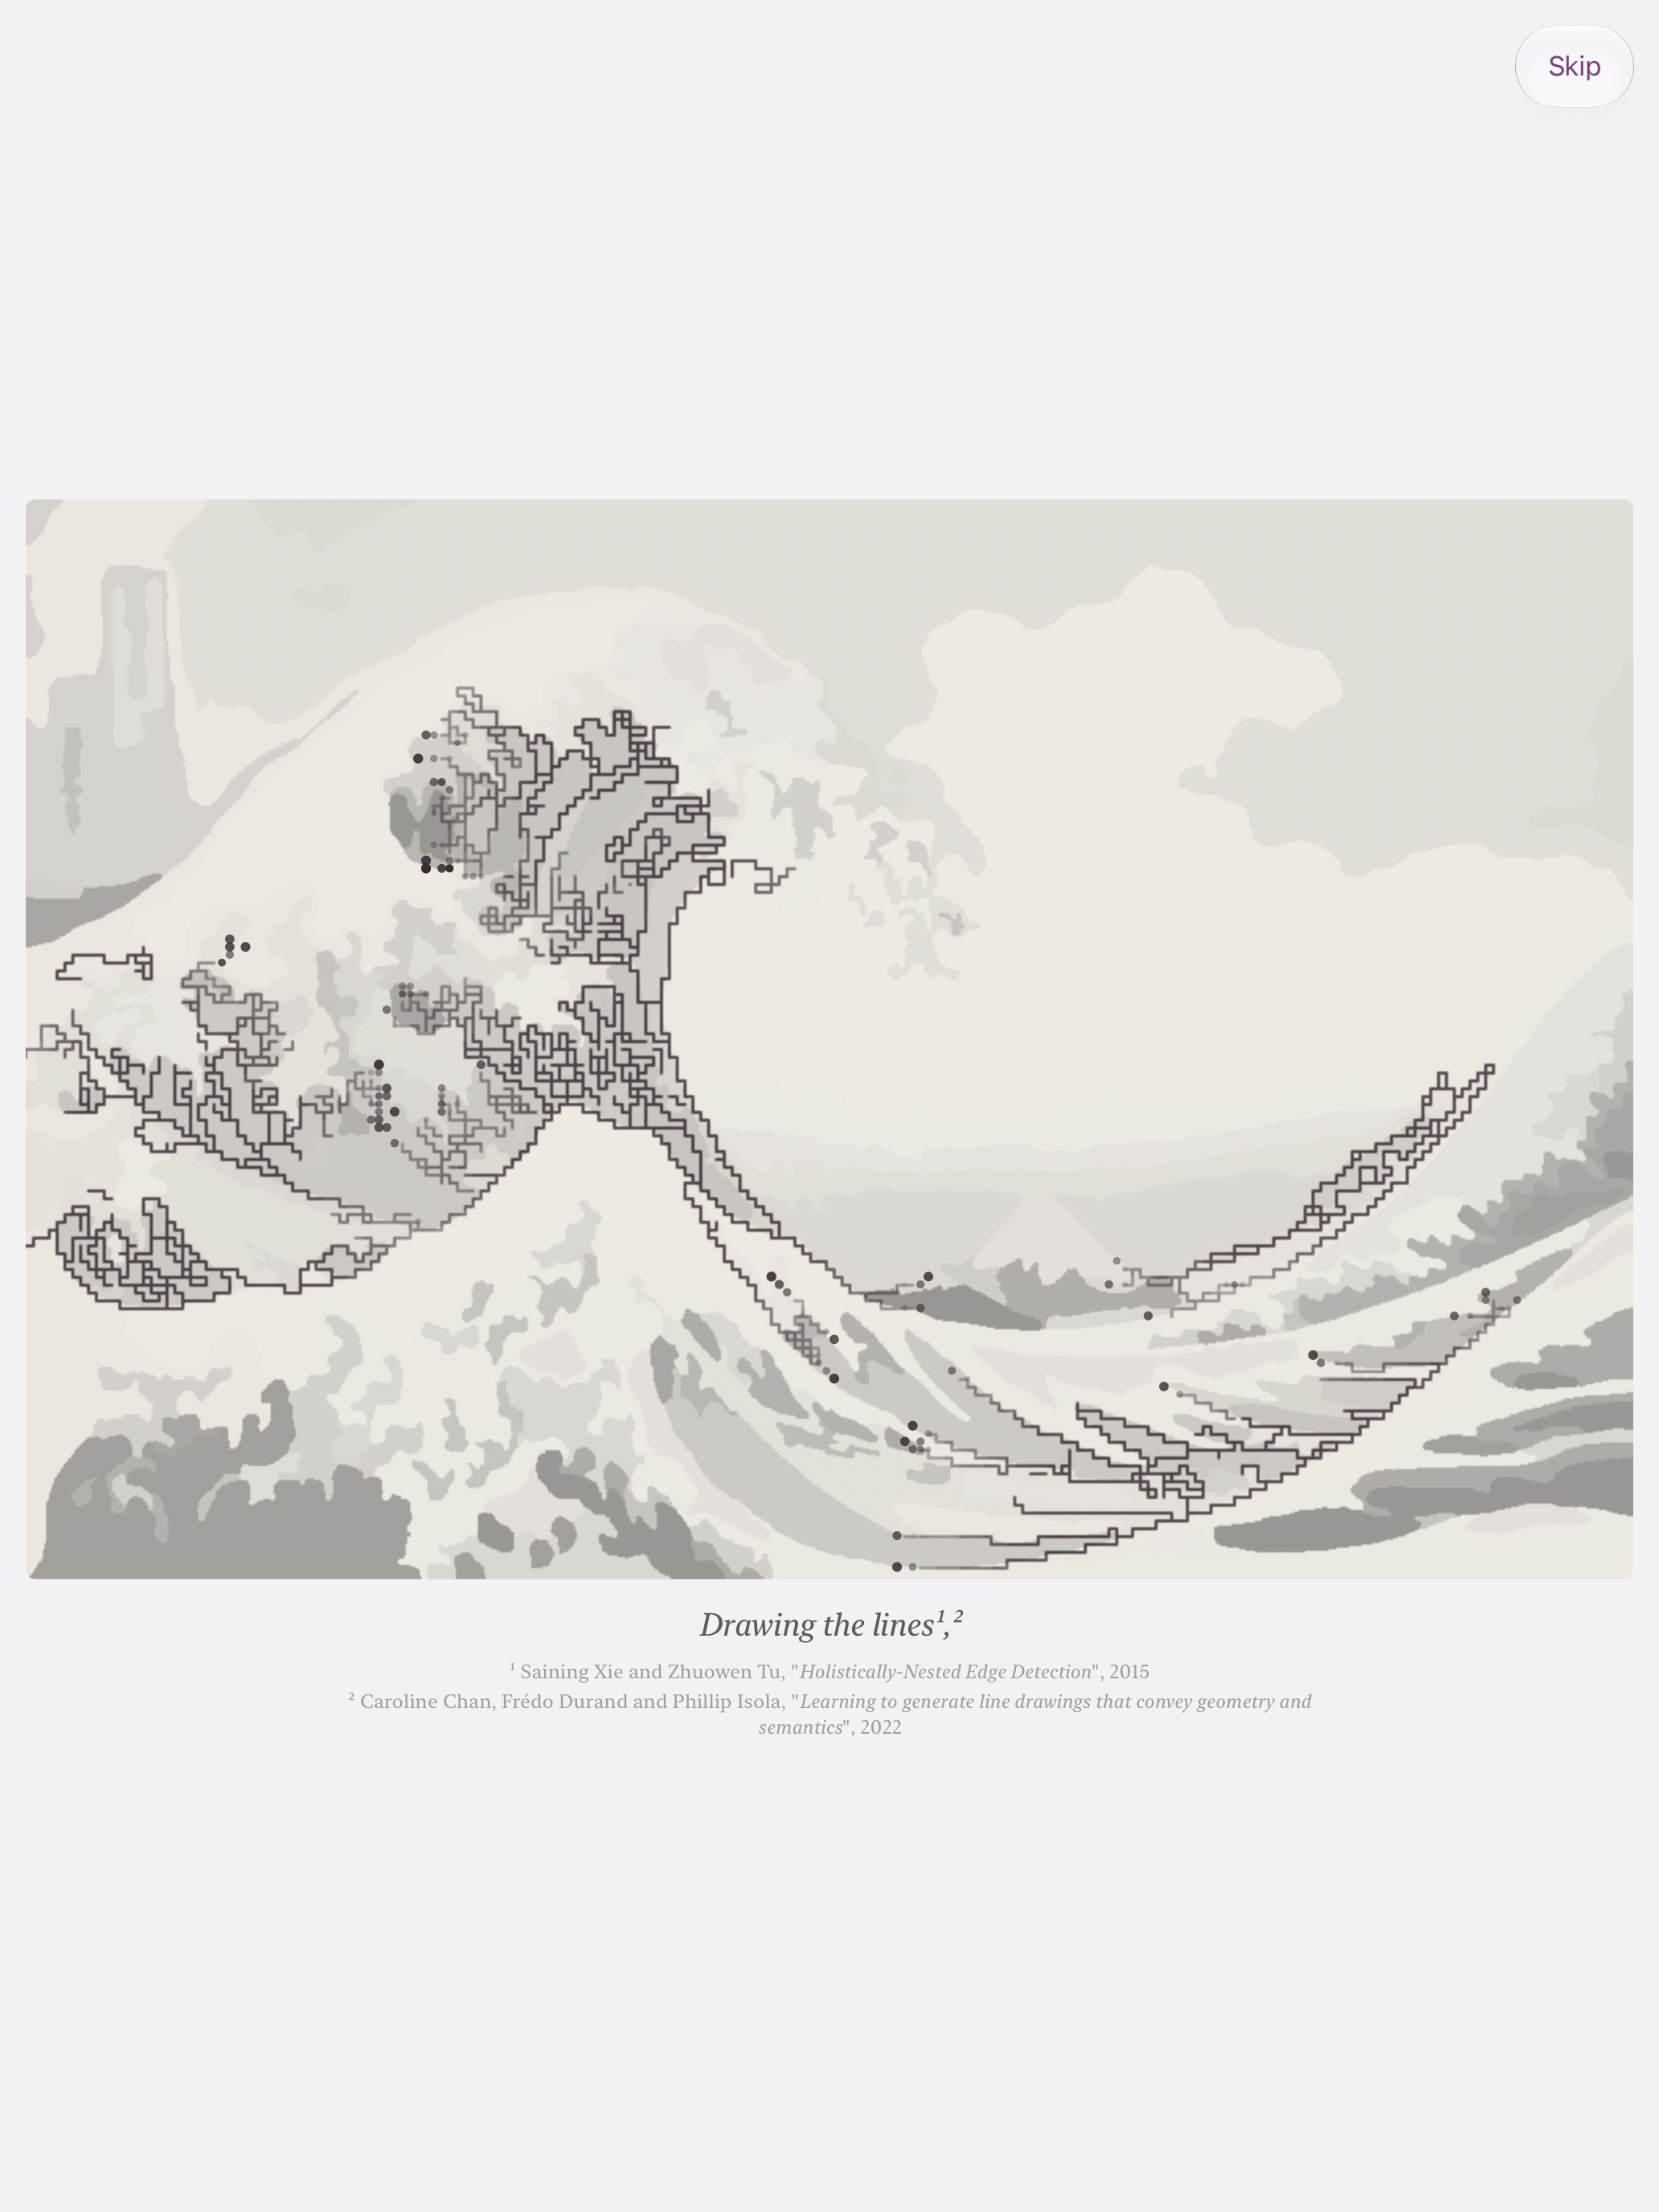 Skip
Drawing the lines¹,²
¹ Saining Xie and Zhuowen Tu, "Holistically-Nested Edge Detection", 2015
² Caroline Chan, Frédo Durand and Phillip Isola, "Learning to generate line drawings that convey geometry and
semantics", 2022